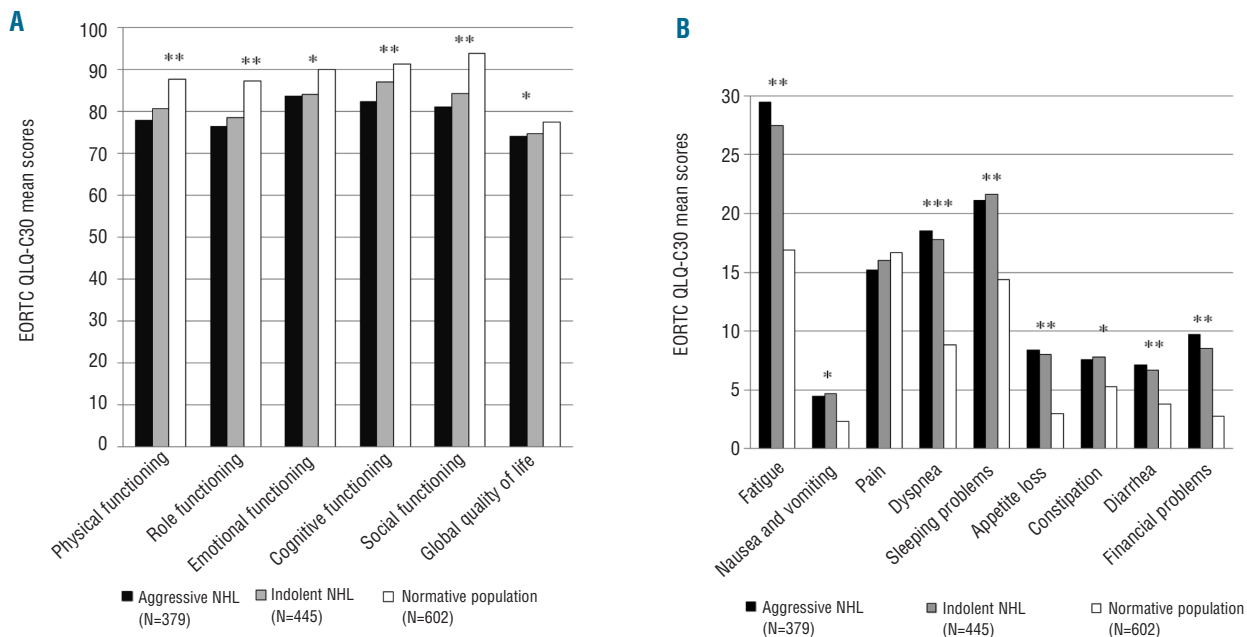 A
EORTC QLQ-C30 mean scores
100
90
80
70
60
50
40
30
20
10
0
**
**
*
**
**
*
Physical functioning
Role functioning
Emotional functioning
Cognitive functioning
Social functioning
Global quality of life
Aggressive NHL
(N=379)
Indolent NHL
(N=445)
Normative population
(N=602)
B
EORTC QLQ-C30 mean scores
30
25
20
15
10
5
0
**
*
***
**
**
*
**
**
Fatigue
Nausea and vomiting
Pain
Dyspnea
Sleeping problems
Appetite loss
Constipation
Diarrhea
Financial problems
Aggressive NHL
(N=379)
Indolent NHL
(N=445)
Normative population
(N=602)